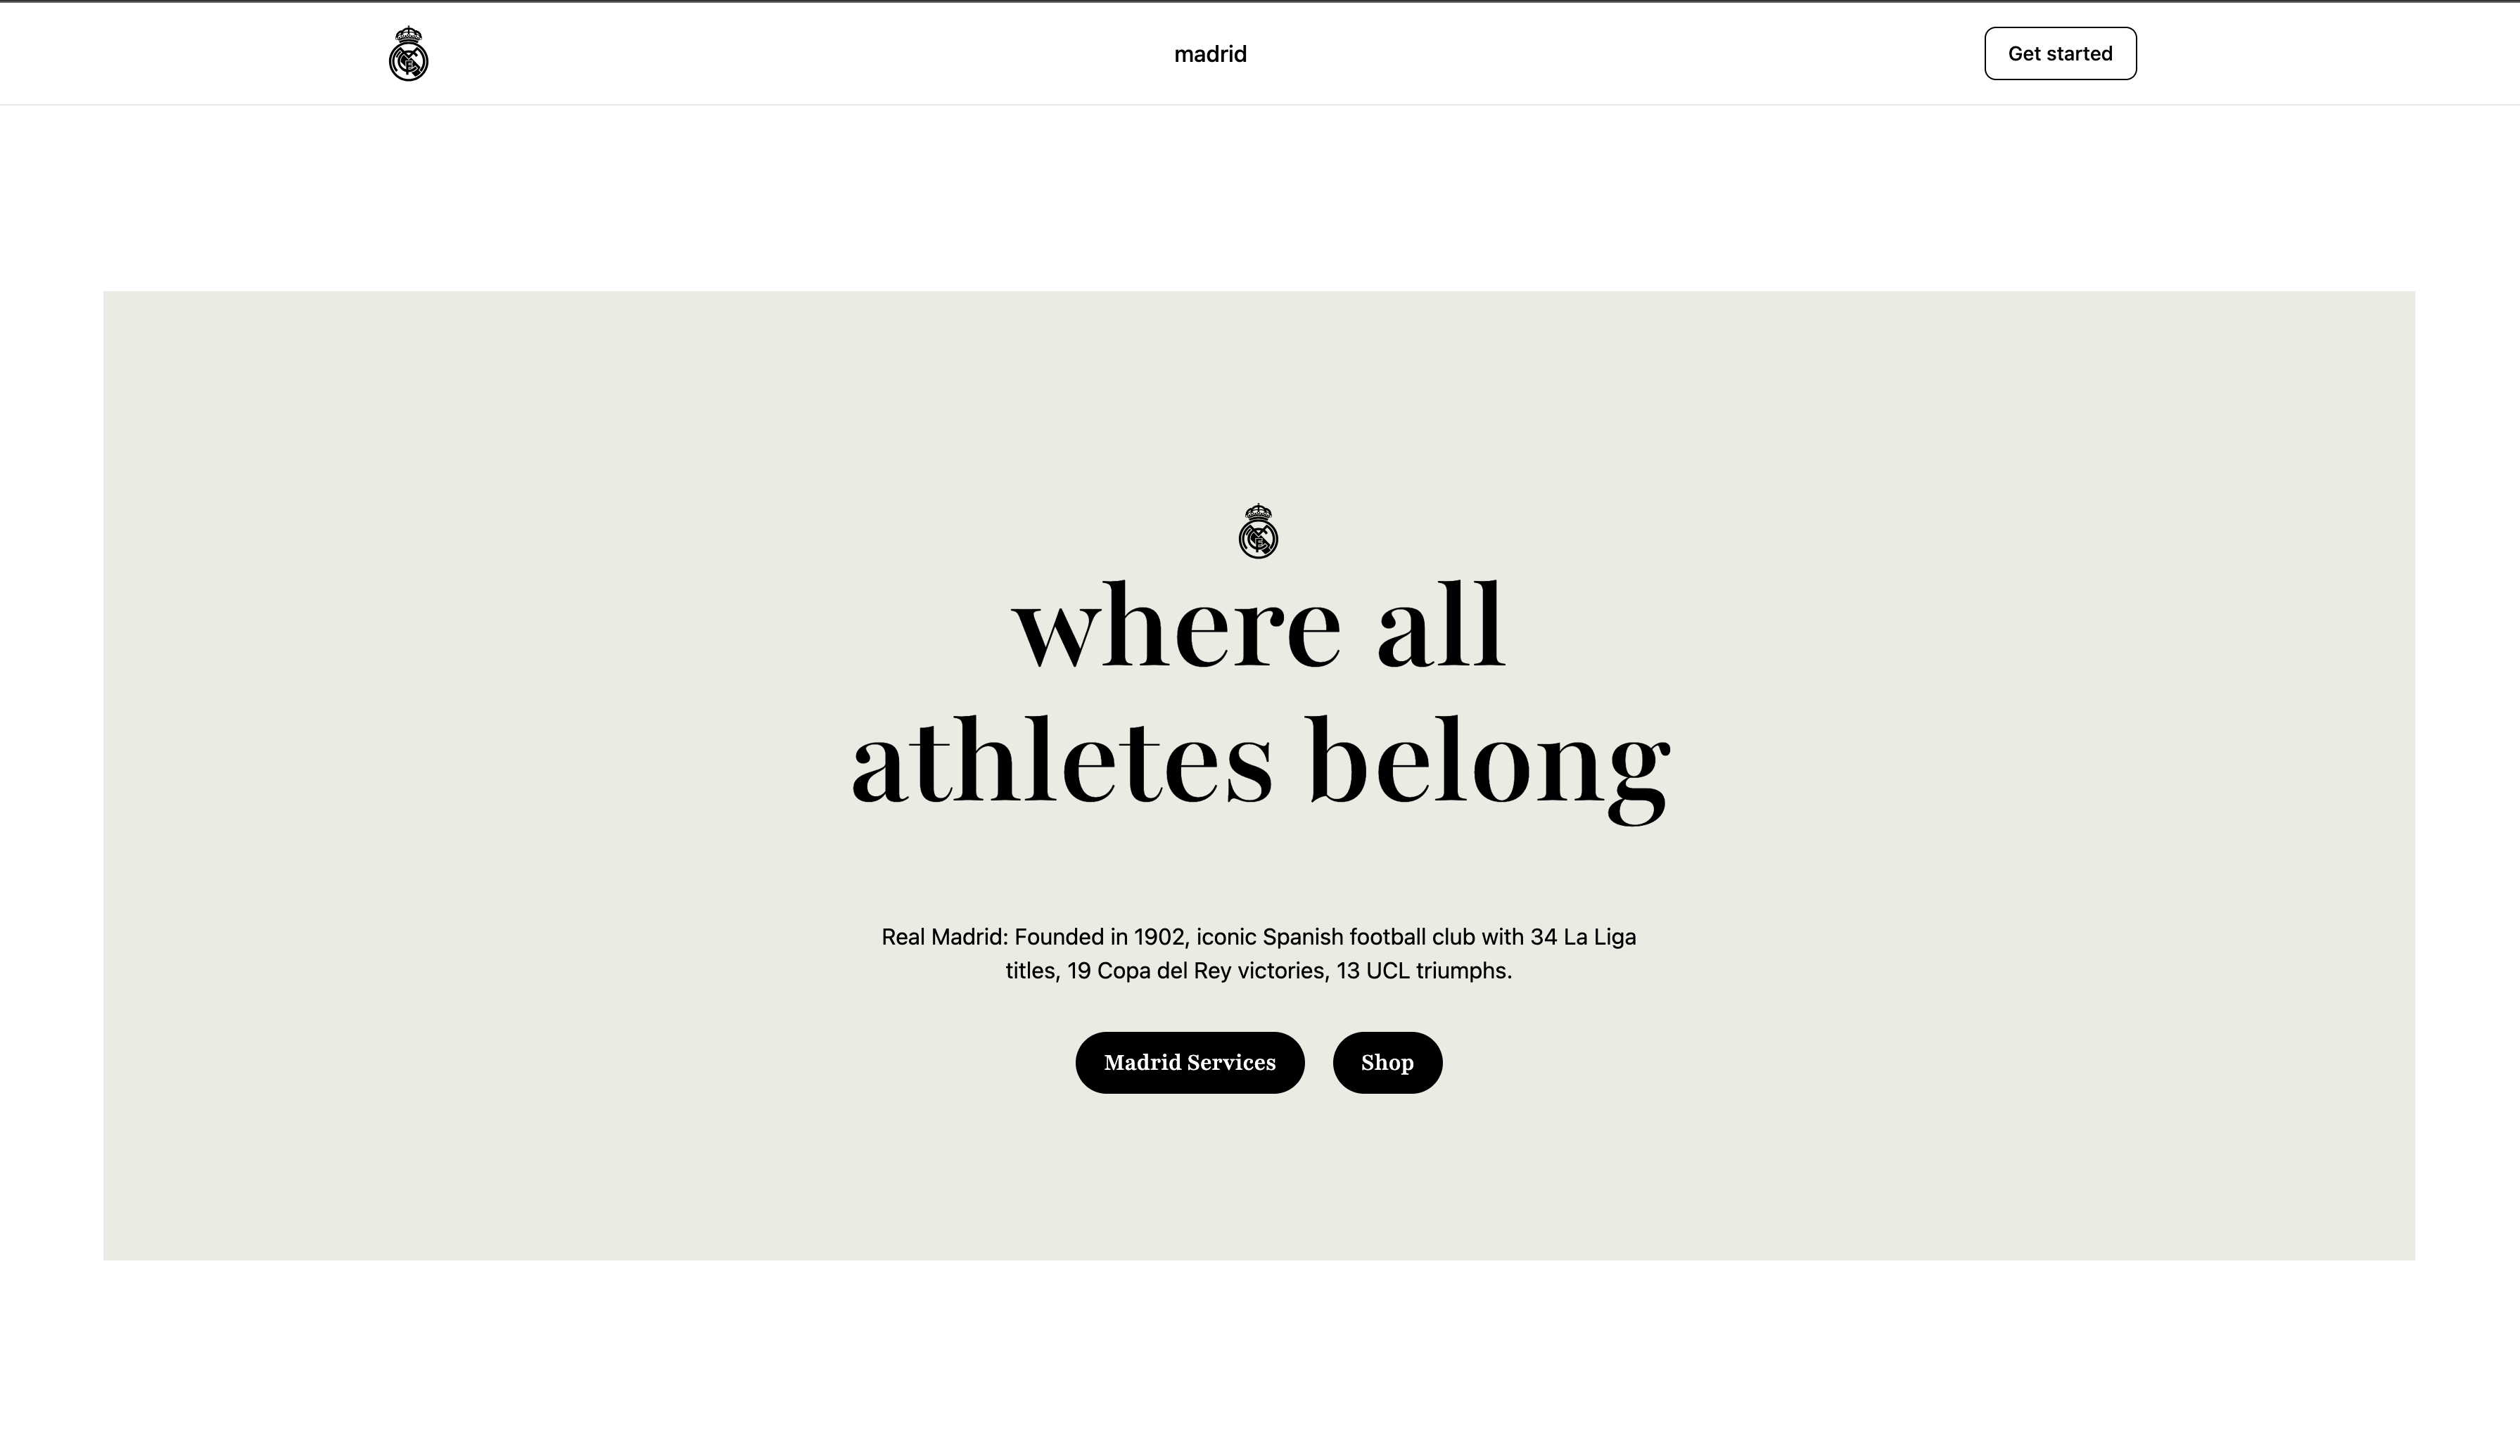 madrid
Get started
where all
athletes belong
Real Madrid: Founded in 1902, iconic Spanish football club with 34 La Liga
titles, 19 Copa del Rey victories, 13 UCL triumphs.
Madrid Services
Shop